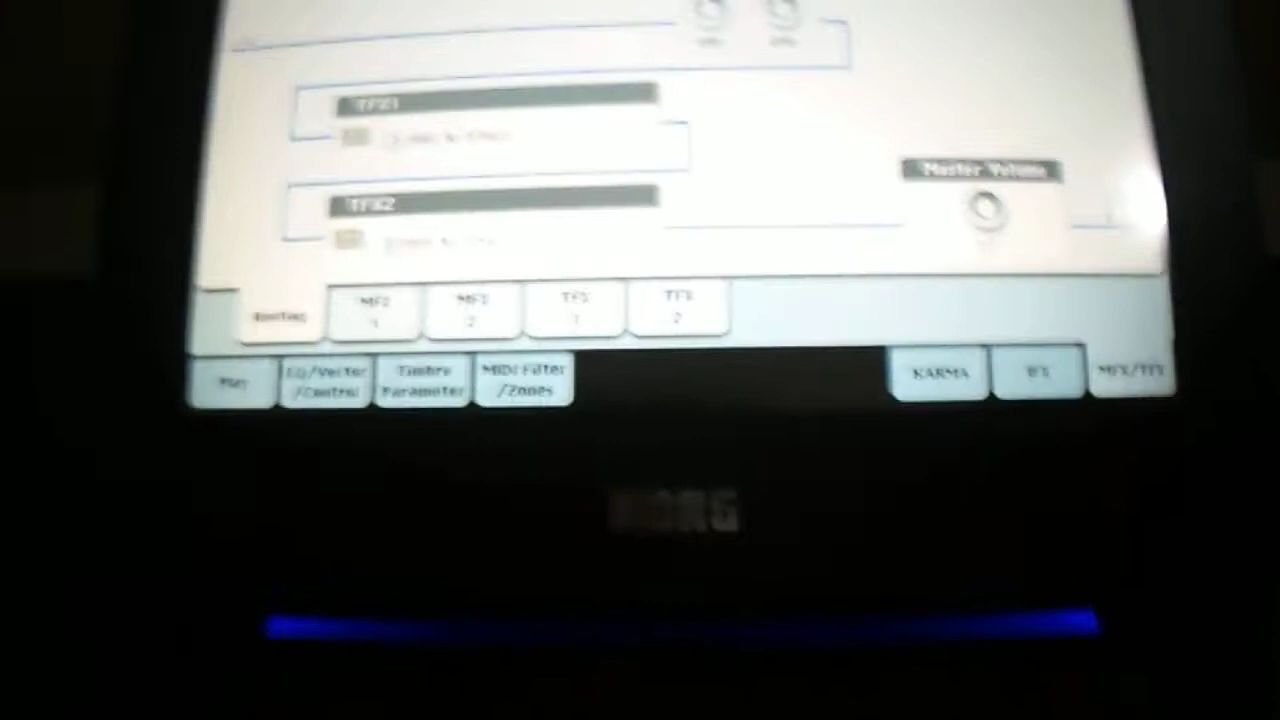 TFX1
TFX2
Master Volume
Routing
MFX
1
MFX
2
TFX
1
TFX
2
Play
EQ/Vector
/Control
Timbre
Parameter
MIDI Filter
/Zones
KARMA
IFX
MFX/TFX
KORG